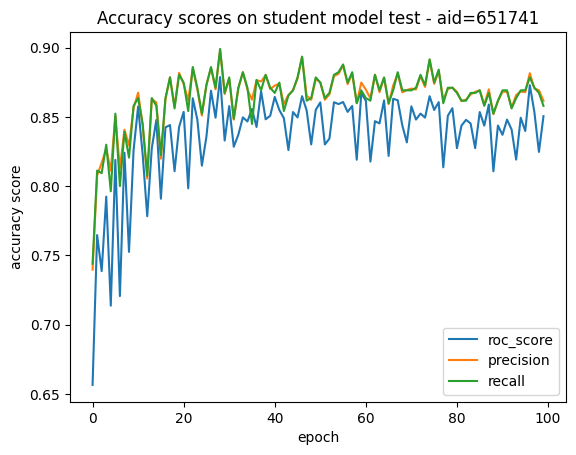 Accuracy scores on student model test - aid=651741
accuracy score
0.90
0.85
0.80
0.75
0.70
0.65
0
20
40
60
80
100
epoch
roc_score
precision
recall